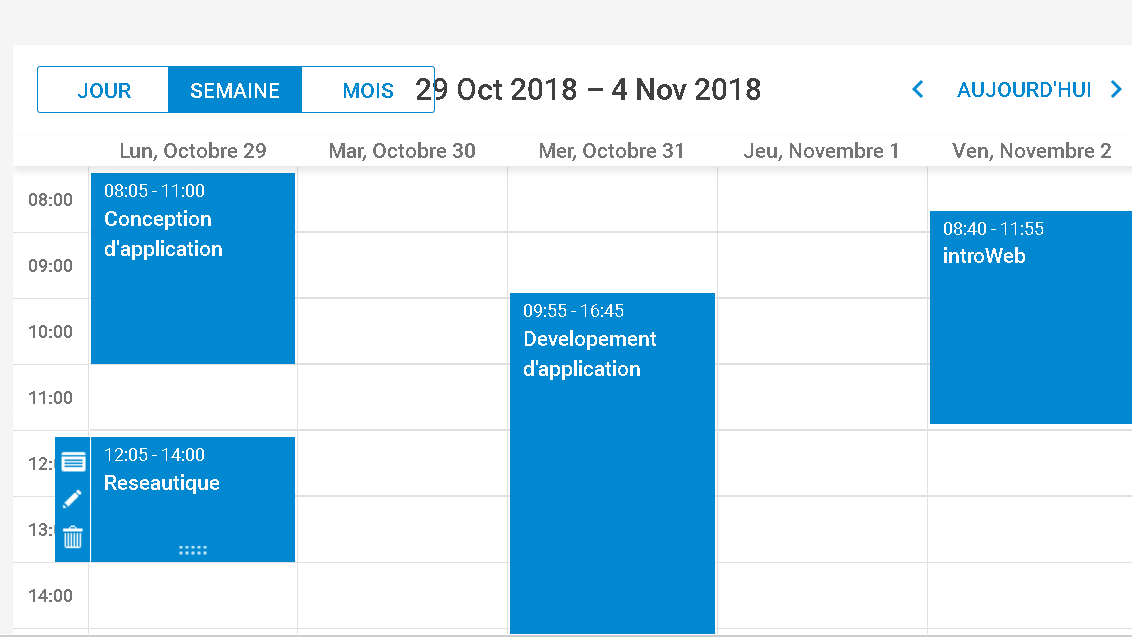 JOUR SEMAINE MOIS 29 Oct 2018 – 4 Nov 2018 AUJOURD'HUI
Lun, Octobre 29 Mar, Octobre 30 Mer, Octobre 31 Jeu, Novembre 1 Ven, Novembre 2
08:00
08:05 - 11:00
Conception
d'application
08:40 - 11:55
introWeb
09:00
09:55 - 16:45
Developement
d'application
10:00
11:00
12:
12:05 - 14:00
Reseautique
13:
14:00